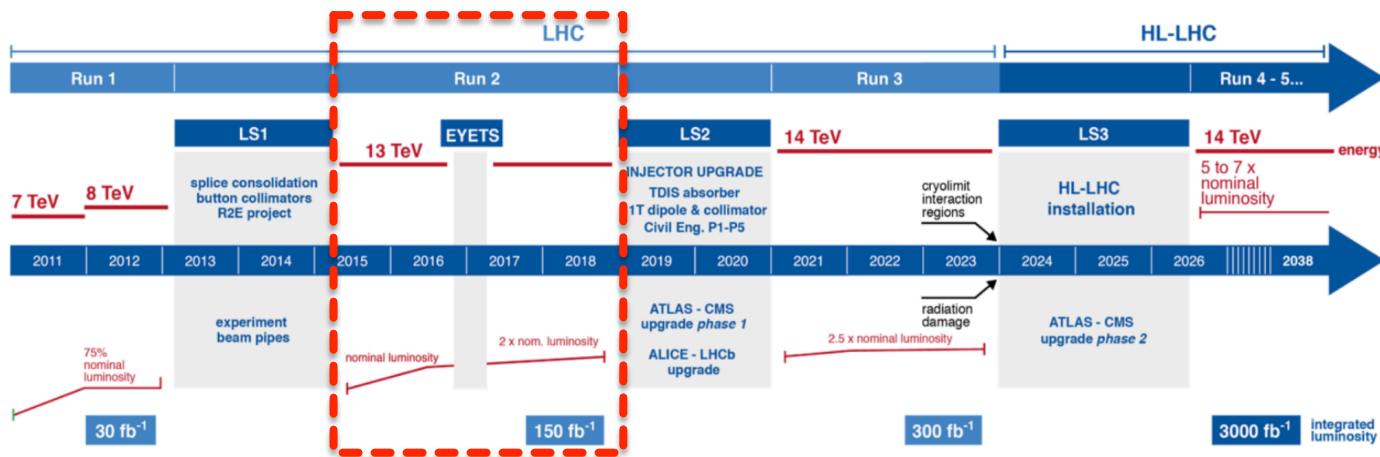 LHC
HL-LHC
Run 1
Run 2
Run 3
Run 4 - 5...
LS1
EYETS
LS2
LS3
13 TeV
14 TeV
14 TeV
energy
7 TeV
8 TeV
splice consolidation
button collimators
R2E project
INJECTOR UPGRADE
TDIS absorber
11T dipole & collimator
Civil Eng. P1-P5
cryolimit
interaction
regions
HL-LHC
installation
5 to 7 x
nominal
luminosity
2011
2012
2013
2014
2015
2016
2017
2018
2019
2020
2021
2022
2023
2024
2025
2026
2038
75%
nominal
luminosity
experiment
beam pipes
nominal luminosity
2 x nom. luminosity
ATLAS - CMS
upgrade phase 1
ALICE - LHCb
upgrade
radiation
damage
2.5 x nominal luminosity
ATLAS - CMS
upgrade phase 2
30 fb⁻¹
150 fb⁻¹
300 fb⁻¹
3000 fb⁻¹
integrated
luminosity